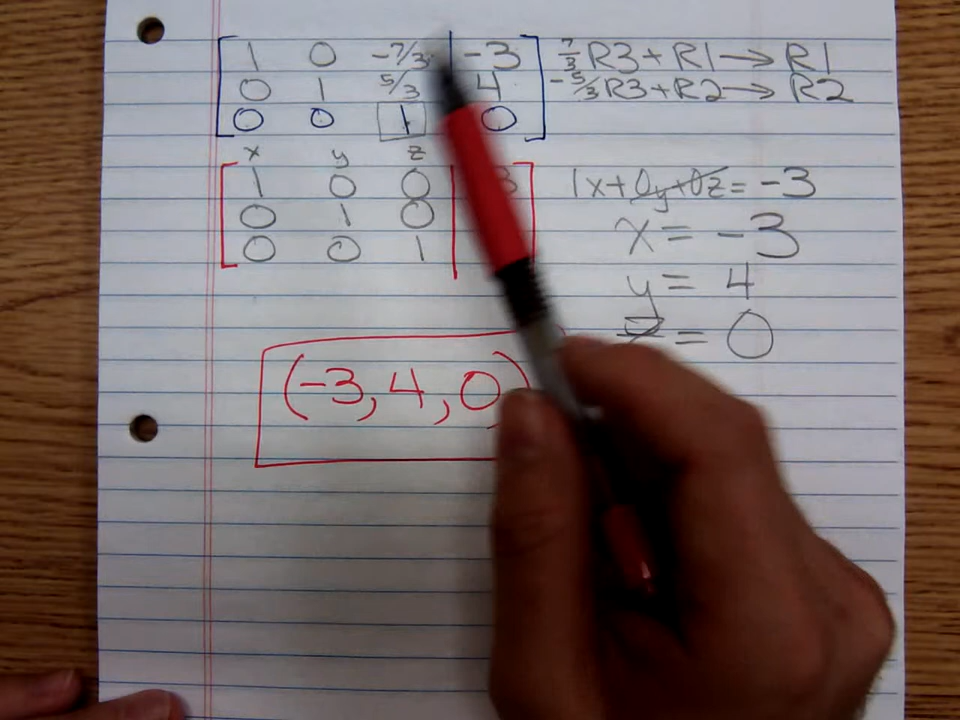 1 0 -7/3 -3 7/3 R3 + R1 → R1
0 1 5/3 4 -5/3 R3 + R2 → R2
0 0 1 0
x y z
1 0 0 1x + 0y + 0z = -3
0 1 0 x = -3
0 0 1
y = 4
z = 0
(-3, 4, 0)